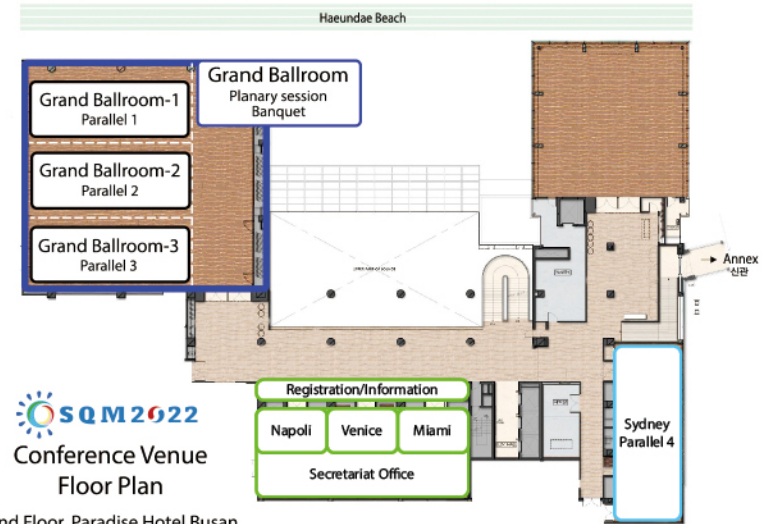 Haeundae Beach
Grand Ballroom
Planary session
Banquet
Grand Ballroom-1
Parallel 1
Grand Ballroom-2
Parallel 2
Grand Ballroom-3
Parallel 3
Annex
신관
Registration/Information
Napoli
Venice
Miami
Secretariat Office
Sydney
Parallel 4
SQM2022
Conference Venue
Floor Plan
Floor, Paradise Hotel Busan